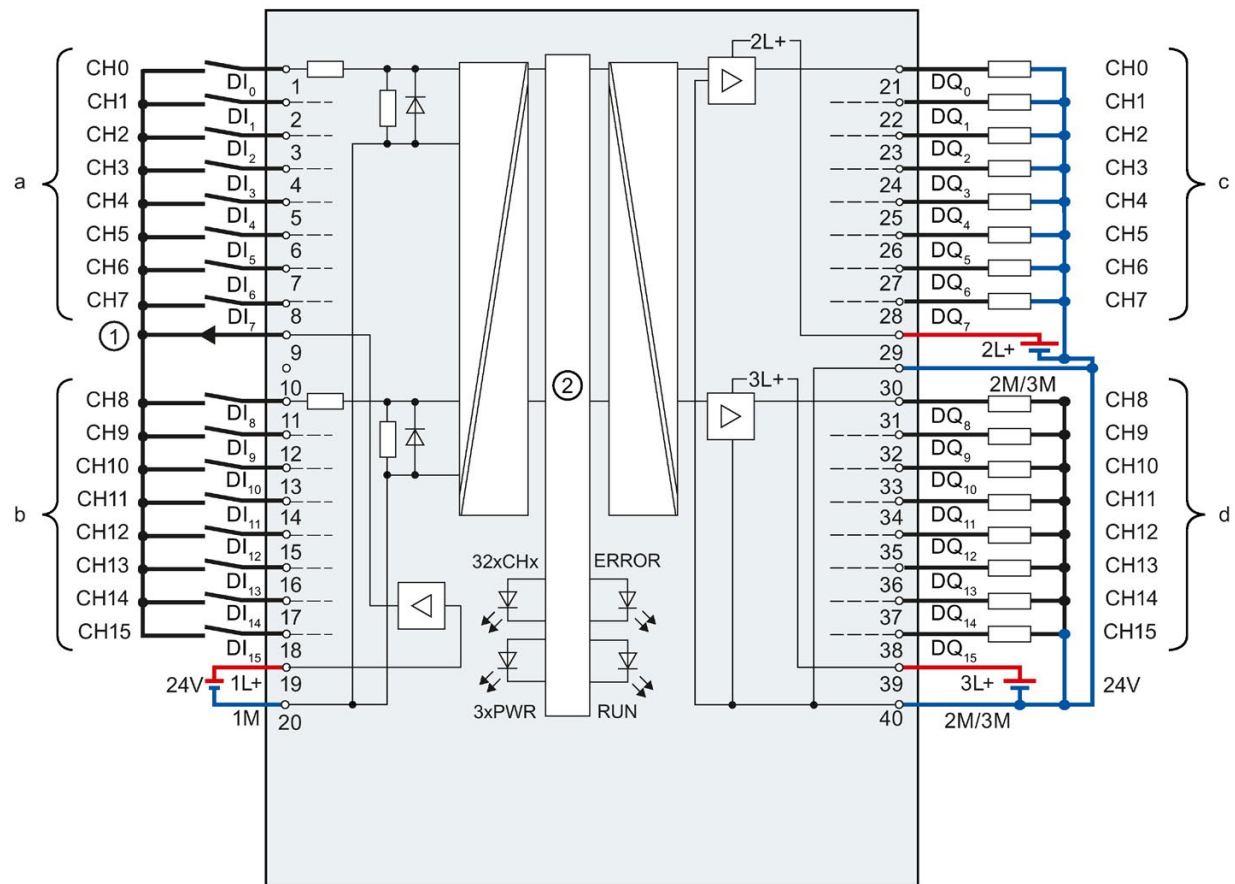 2L+
CH0 DI0 1 21 DQ0 CH0
CH1 DI1 2 22 DQ1 CH1
CH2 DI2 3 23 DQ2 CH2
CH3 DI3 4 24 DQ3 CH3
a c
CH4 DI4 5 25 DQ4 CH4
CH5 DI5 6 26 DQ5 CH5
CH6 DI6 7 27 DQ6 CH6
CH7 DI7 8 28 DQ7 CH7
① 9 29 2L+
2M/3M
② 3L+
CH8 10 30 CH8
DI8 11 31 DQ8
CH9 DI9 12 32 DQ9 CH9
CH10 DI10 13 33 DQ10 CH10
CH11 DI11 14 34 DQ11 CH11
b d
CH12 DI12 15 35 DQ12 CH12
32xCHx ERROR
CH13 DI13 16 36 DQ13 CH13
CH14 DI14 17 37 DQ14 CH14
CH15 DI15 18 38 DQ15 CH15
24V 1L+ 19 39 3L+ 24V
1M 20 3xPWR RUN 40 2M/3M